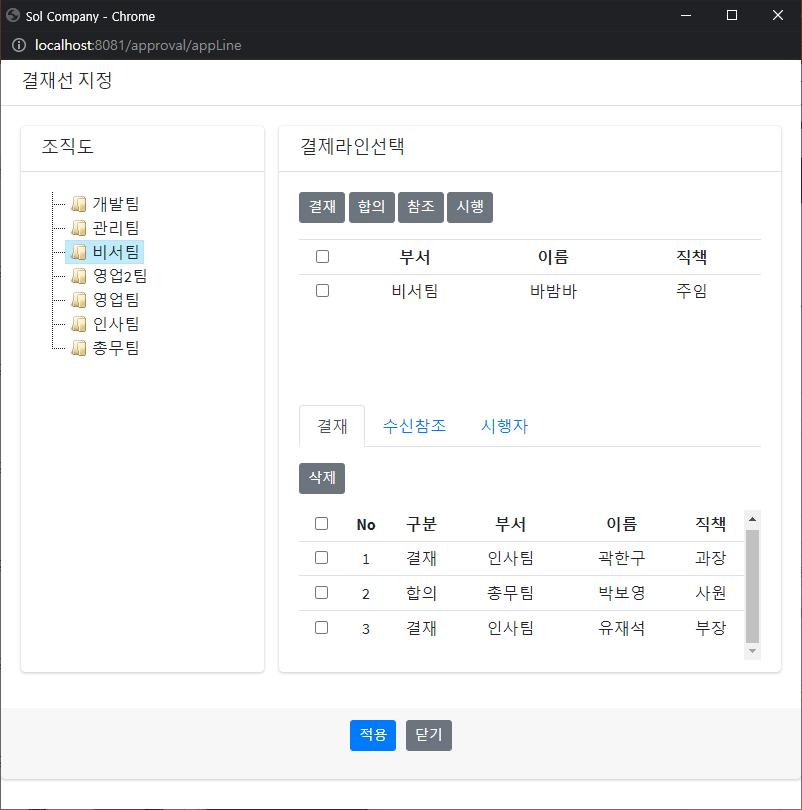 Sol Company - Chrome
localhost:8081/approval/appLine
결재선 지정
조직도
개발팀
관리팀
비서팀
영업2팀
영업팀
인사팀
총무팀
결제라인선택
결재 합의 참조 시행
부서 이름 직책
비서팀 바밤바 주임
결재 수신참조 시행자
삭제
No 구분 부서 이름 직책
1 결재 인사팀 곽한구 과장
2 합의 총무팀 박보영 사원
3 결재 인사팀 유재석 부장
적용 닫기